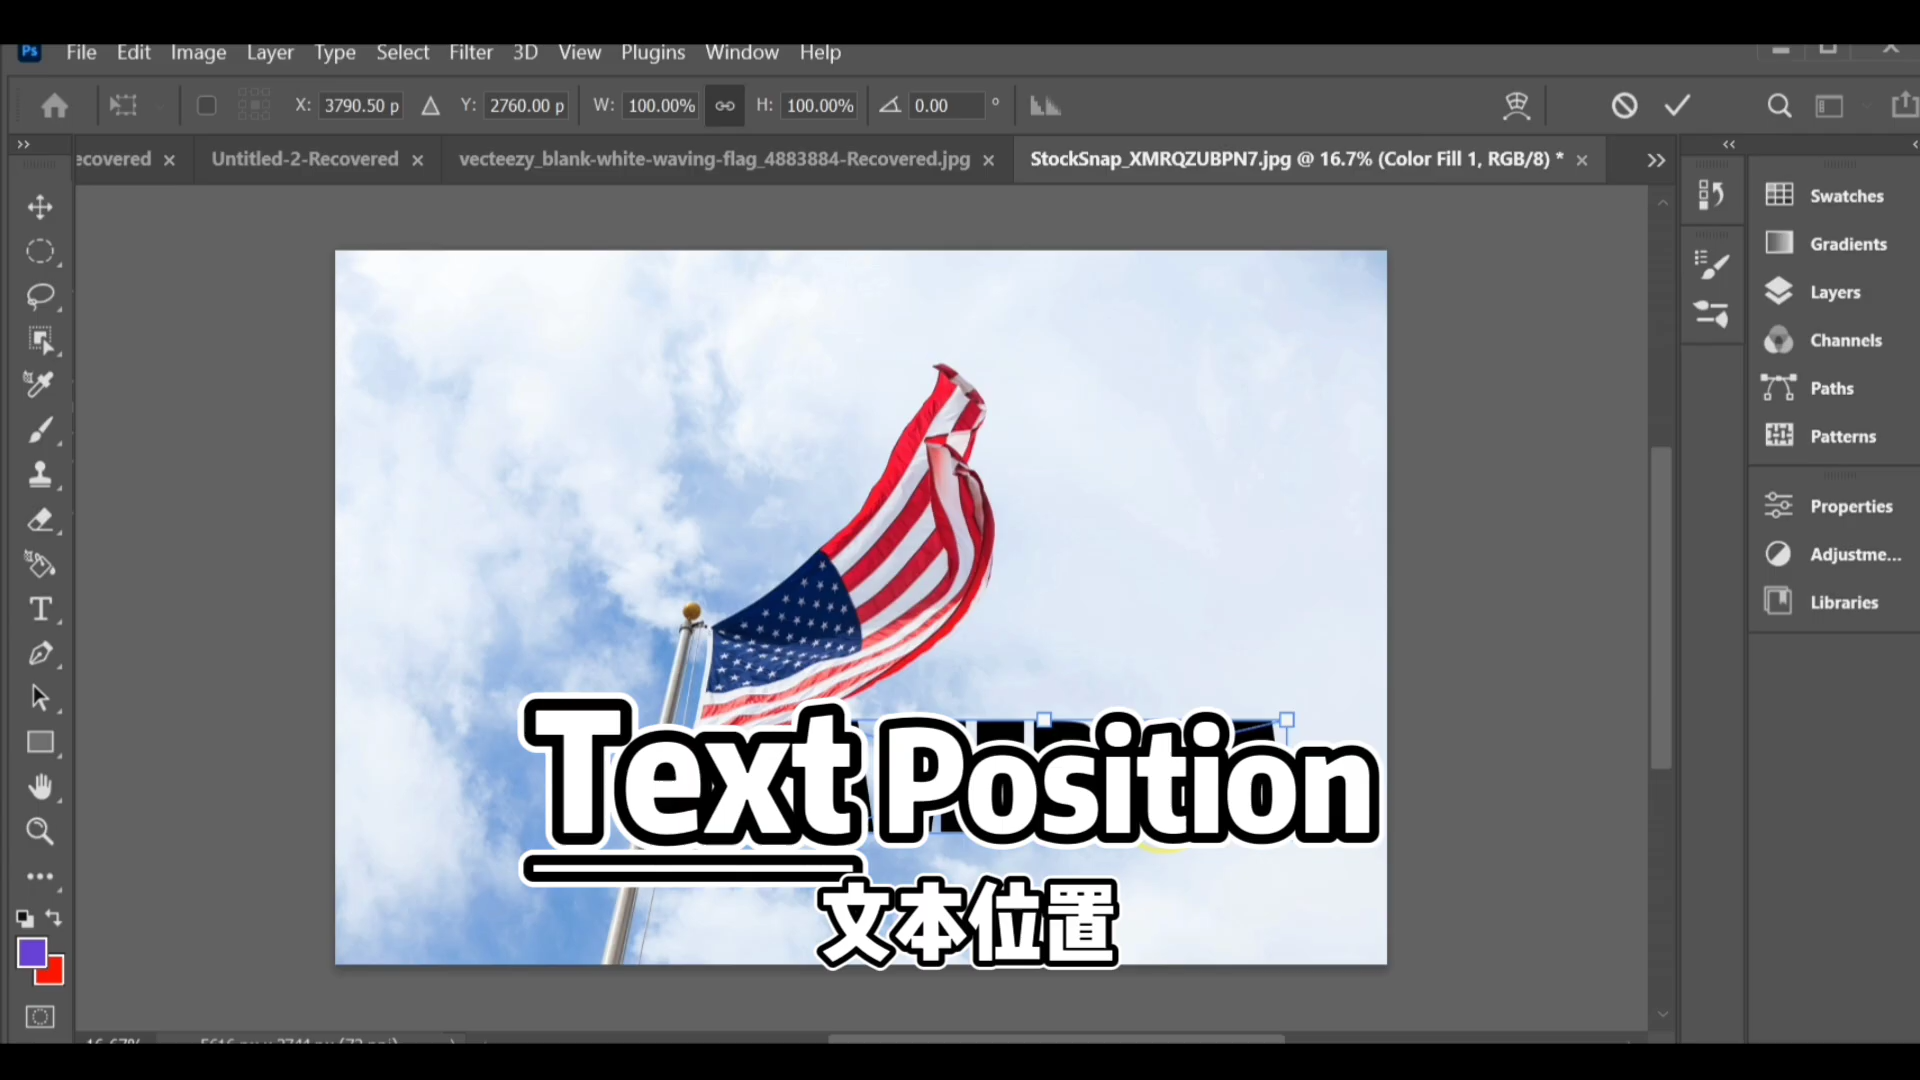 Ps File Edit Image Layer Type Select Filter 3D View Plugins Window Help
X: 3790.50 p Y: 2760.00 p W: 100.00% H: 100.00% 0.00 °
ecovered × Untitled-2-Recovered × vecteezy_blank-white-waving-flag_4883884-Recovered.jpg × StockSnap_XMRQZUBPN7.jpg @ 16.7% (Color Fill 1, RGB/8) * ×
Swatches
Gradients
Layers
Channels
Paths
Patterns
Properties
Adjustme...
Libraries
Text Position
文本位置